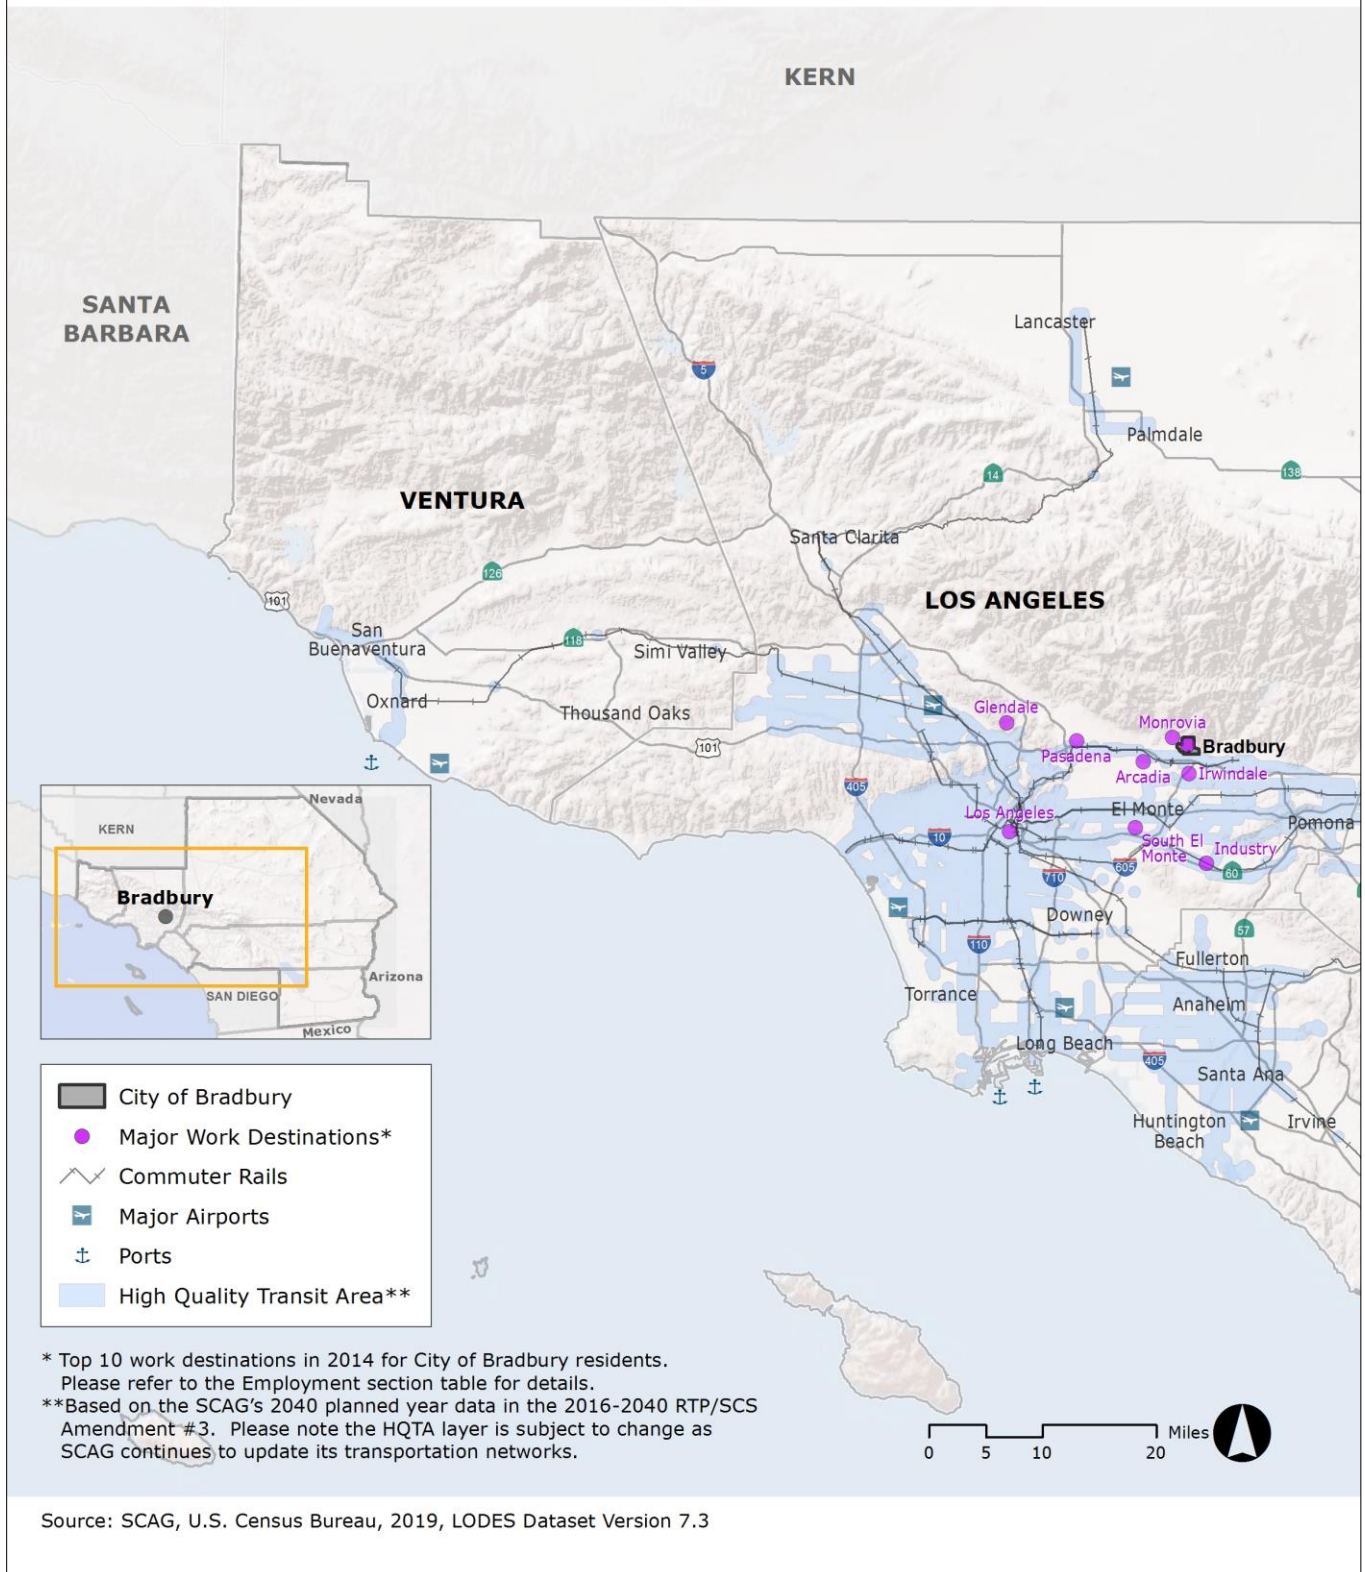 KERN
SANTA
BARBARA
Lancaster
5
Palmdale
14
138
VENTURA
Santa Clarita
126
101
LOS ANGELES
San
Buenaventura
118
Simi Valley
Oxnard
Thousand Oaks
101
Glendale
Monrovia
Bradbury
Pasadena
Arcadia
Irwindale
405
Los Angeles
El Monte
10
Pomona
South El
Monte
Industry
605
60
710
Downey
57
110
Fullerton
Torrance
Anaheim
Long Beach
405
Santa Ana
Huntington
Beach
Irvine
Nevada
KERN
Bradbury
Arizona
SAN DIEGO
Mexico
City of Bradbury
Major Work Destinations*
Commuter Rails
Major Airports
Ports
High Quality Transit Area**
* Top 10 work destinations in 2014 for City of Bradbury residents.
Please refer to the Employment section table for details.
**Based on the SCAG's 2040 planned year data in the 2016-2040 RTP/SCS
Amendment #3. Please note the HQTA layer is subject to change as
SCAG continues to update its transportation networks.
0 5 10 20 Miles
Source: SCAG, U.S. Census Bureau, 2019, LODES Dataset Version 7.3